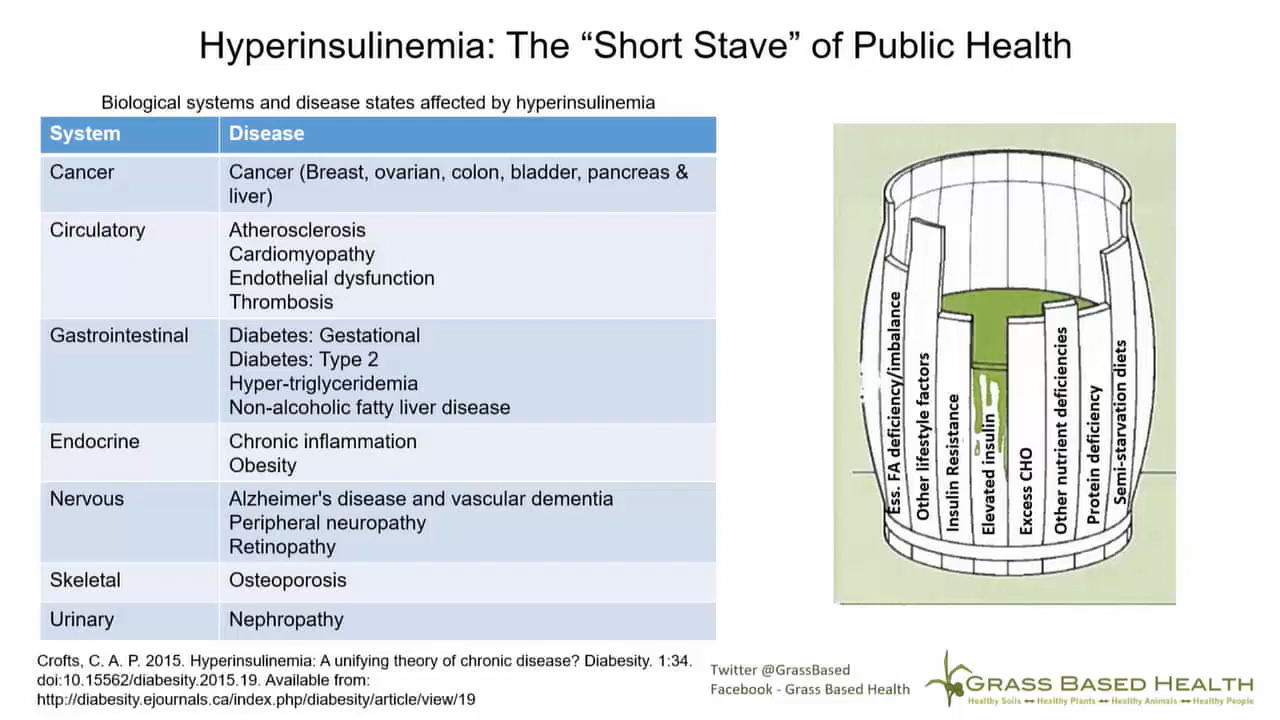 Hyperinsulinemia: The “Short Stave” of Public Health
Biological systems and disease states affected by hyperinsulinemia
System Disease
Cancer Cancer (Breast, ovarian, colon, bladder, pancreas &
liver)
Circulatory Atherosclerosis
Cardiomyopathy
Endothelial dysfunction
Thrombosis
Gastrointestinal Diabetes: Gestational
Diabetes: Type 2
Hyper-triglyceridemia
Non-alcoholic fatty liver disease
Endocrine Chronic inflammation
Obesity
Nervous Alzheimer's disease and vascular dementia
Peripheral neuropathy
Retinopathy
Skeletal Osteoporosis
Urinary Nephropathy
Crofts, C. A. P. 2015. Hyperinsulinemia: A unifying theory of chronic disease? Diabesity. 1:34.
doi:10.15562/diabesity.2015.19. Available from:
http://diabesity.ejournals.ca/index.php/diabesity/article/view/19
Ess. FA deficiency/imbalance
Other lifestyle factors
Insulin Resistance
Elevated insulin
Excess CHO
Other nutrient deficiencies
Protein deficiency
Semi-starvation diets
Twitter @GrassBased
Facebook - Grass Based Health
GRASS BASED HEALTH
Healthy Soils ↔ Healthy Plants ↔ Healthy Animals ↔ Healthy People